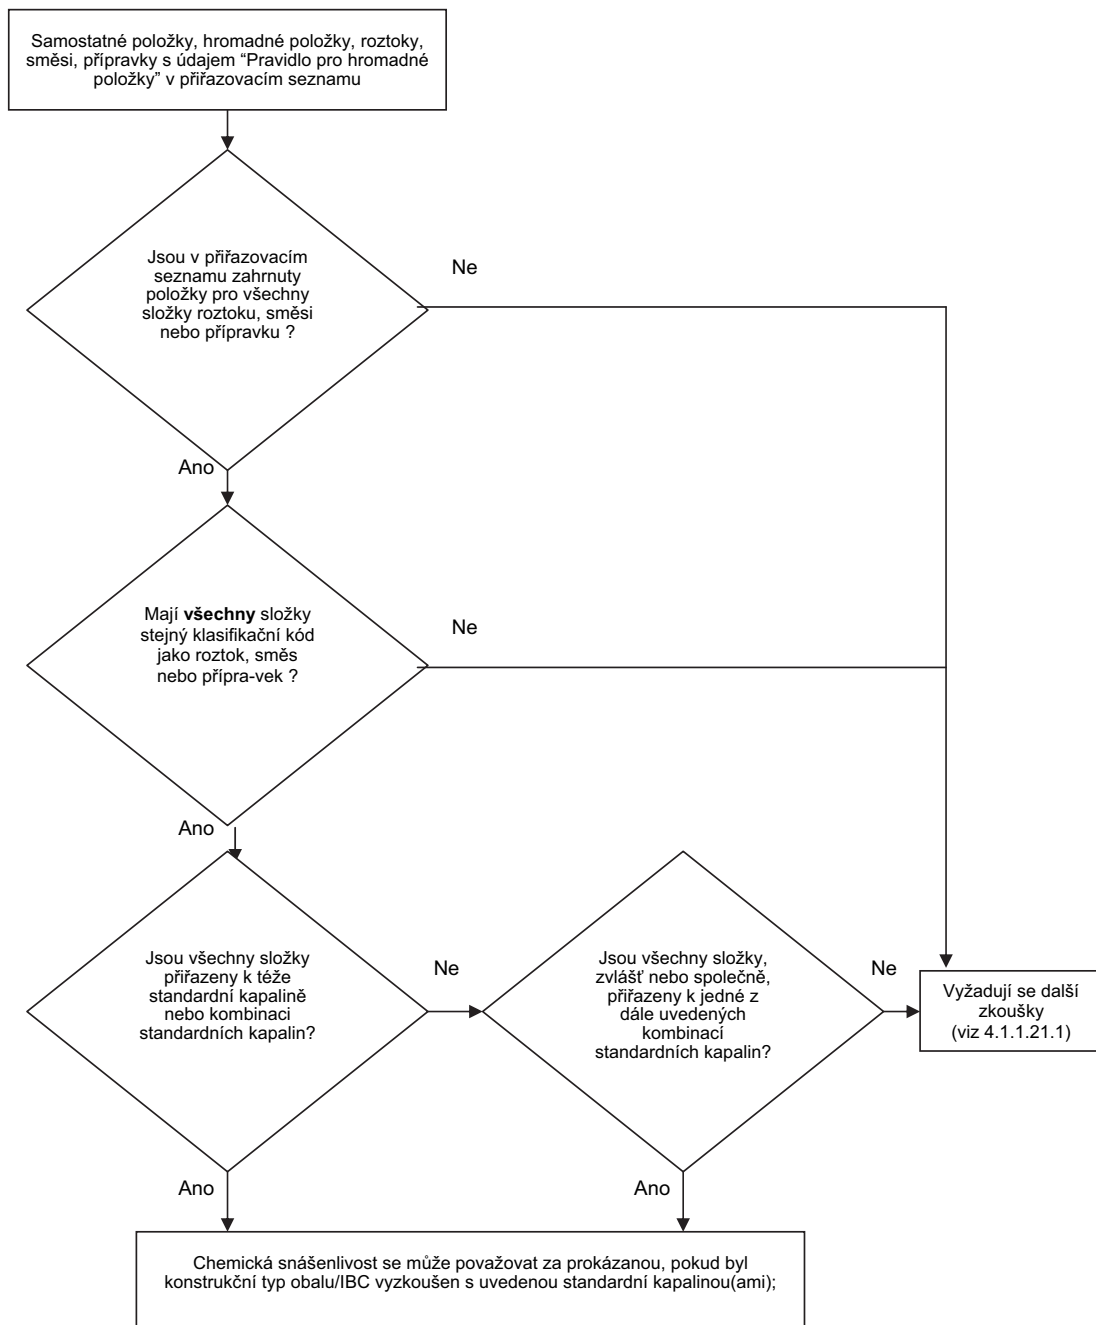 Samostatné položky, hromadné položky, roztoky,
směsi, přípravky s údajem “Pravidlo pro hromadné
položky” v přiřazovacím seznamu
Jsou v přiřazovacím
seznamu zahrnuty
položky pro všechny
složky roztoku, směsi
nebo přípravku ?
Ne
Ano
Mají všechny složky
stejný klasifikační kód
jako roztok, směs
nebo přípra-vek ?
Ne
Ano
Jsou všechny složky
přiřazeny k téže
standardní kapalině
nebo kombinaci
standardních kapalin?
Ne
Jsou všechny složky,
zvlášť nebo společně,
přiřazeny k jedné z
dále uvedených
kombinací
standardních kapalin?
Ne
Vyžadují se další
zkoušky
(viz 4.1.1.21.1)
Ano
Ano
Chemická snášenlivost se může považovat za prokázanou, pokud byl
konstrukční typ obalu/IBC vyzkoušen s uvedenou standardní kapalinou(ami);